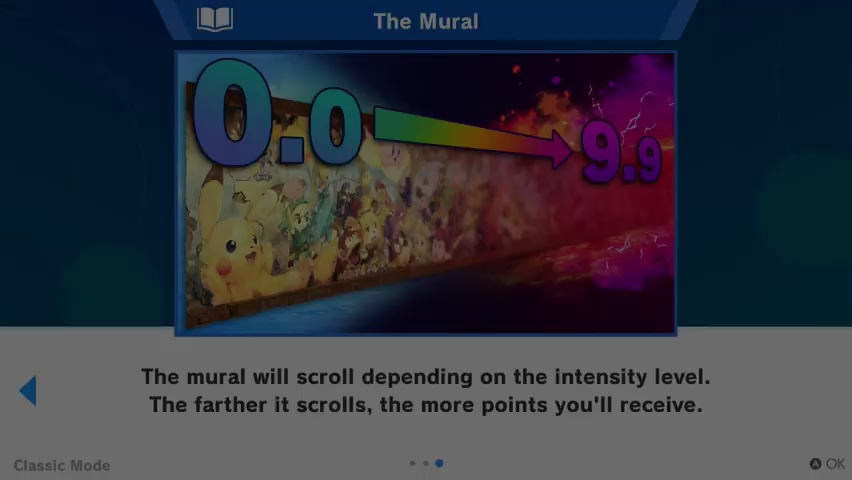 The Mural
0.0
9.9
The mural will scroll depending on the intensity level.
The farther it scrolls, the more points you'll receive.
Classic Mode
A OK